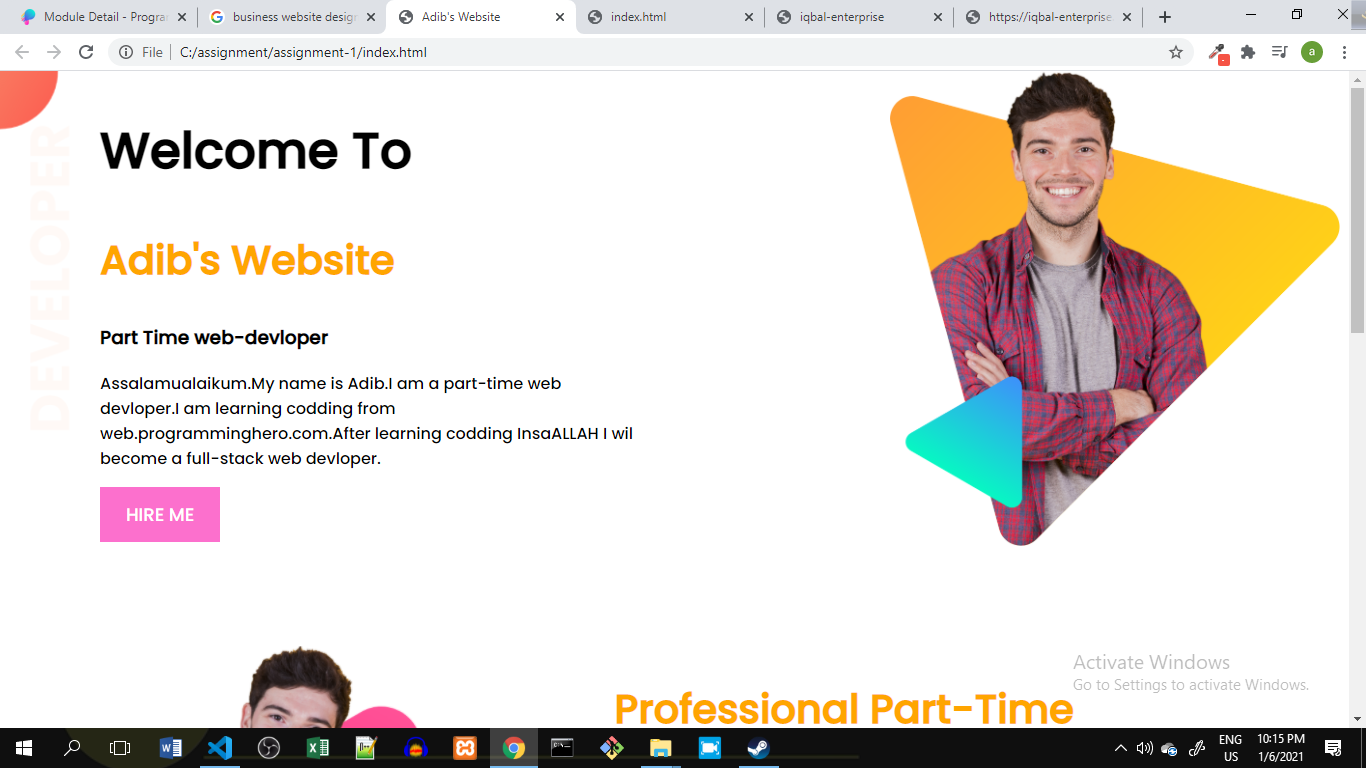 Module Detail - Progra
business website design
Adib's Website
index.html
iqbal-enterprise
https://iqbal-enterprise.
File
C:/assignment/assignment-1/index.html
a
DEVELOPER
Welcome To
Adib's Website
Part Time web-devloper
Assalamualaikum.My name is Adib.I am a part-time web
devloper.I am learning codding from
web.programminghero.com.After learning codding InsaALLAH I wil
become a full-stack web devloper.
HIRE ME
Activate Windows
Go to Settings to activate Windows.
Professional Part-Time
ENG
US
10:15 PM
1/6/2021